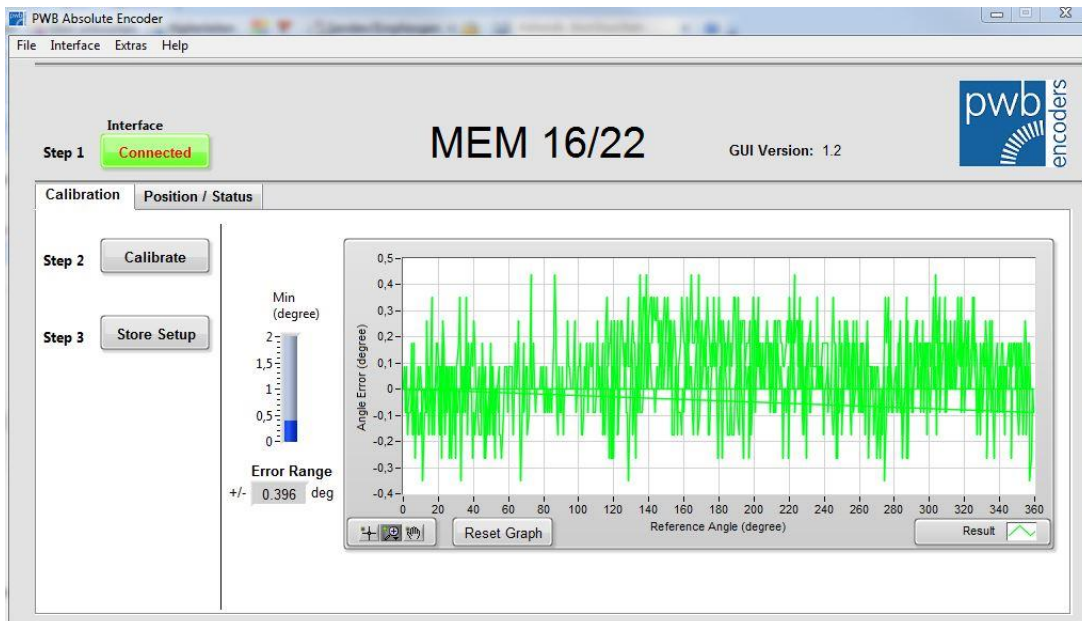 PWB Absolute Encoder
File Interface Extras Help
pwb
encoders
Interface
Step 1 Connected
MEM 16/22
GUI Version: 1.2
Calibration Position / Status
Step 2 Calibrate
Step 3 Store Setup
Min
(degree)
2
1,5
1
0,5
0
Error Range
+/- 0.396 deg
Angle Error (degree)
0,5
0,4
0,3
0,2
0,1
0
-0,1
-0,2
-0,3
-0,4
0 20 40 60 80 100 120 140 160 180 200 220 240 260 280 300 320 340 360
Reference Angle (degree)
Reset Graph
Result